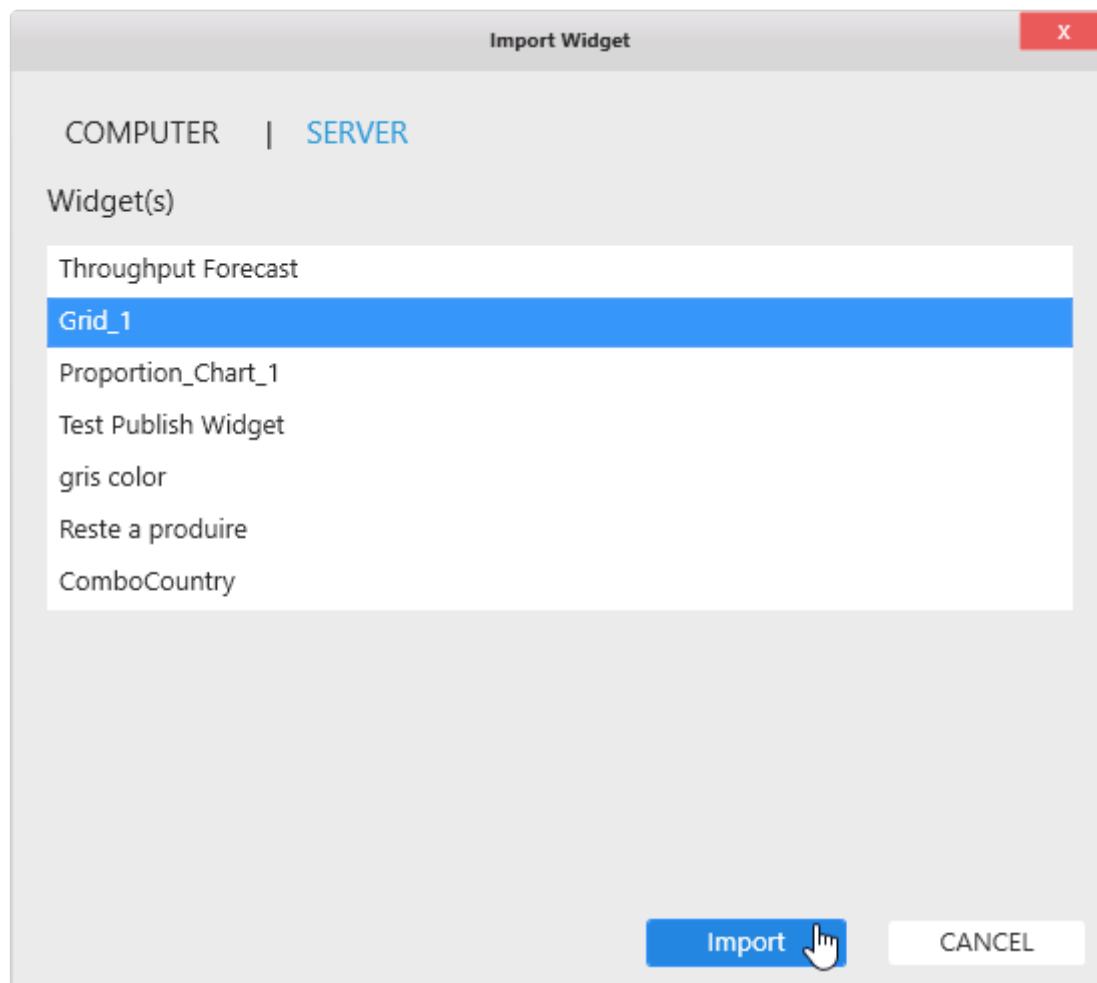 Import Widget x
COMPUTER | SERVER
Widget(s)
Throughput Forecast
Grid_1
Proportion_Chart_1
Test Publish Widget
gris color
Reste a produire
ComboCountry
Import CANCEL